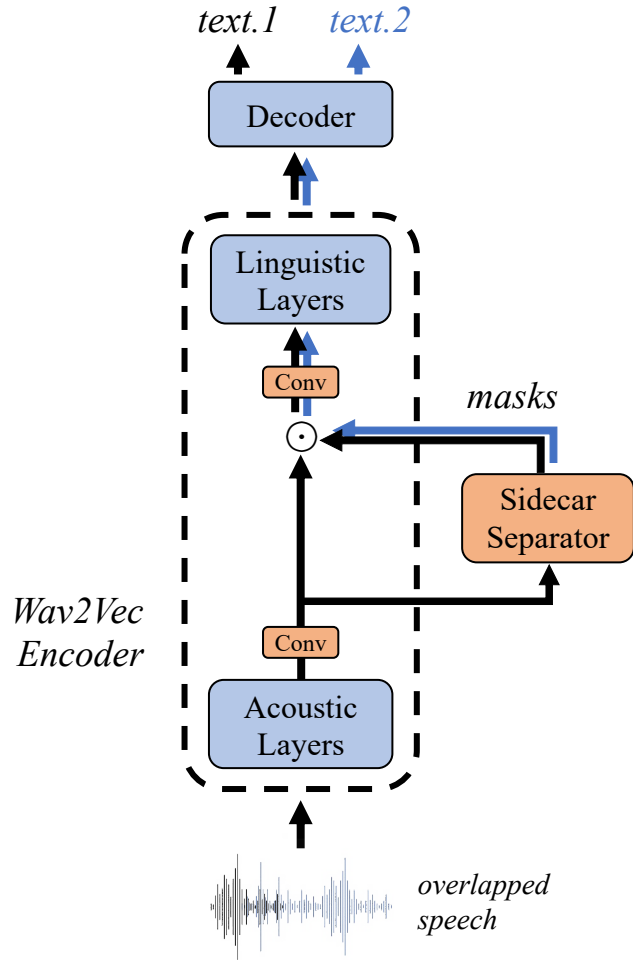 text.1 text.2
Decoder
Linguistic
Layers
Conv
masks
Sidecar
Separator
Wav2Vec
Encoder
Conv
Acoustic
Layers
overlapped
speech